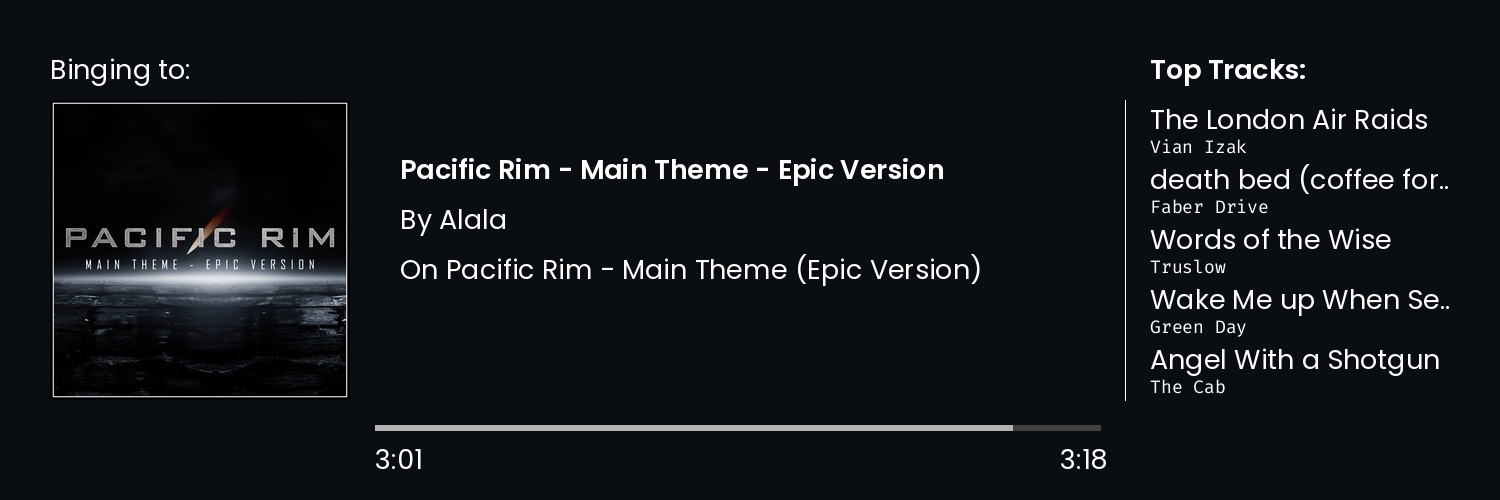 Binging to:
PACIFIC RIM
MAIN THEME - EPIC VERSION
Pacific Rim - Main Theme - Epic Version
By Alala
On Pacific Rim - Main Theme (Epic Version)
3:01
3:18
Top Tracks:
The London Air Raids
Vian Izak
death bed (coffee for..
Faber Drive
Words of the Wise
Truslow
Wake Me up When Se..
Green Day
Angel With a Shotgun
The Cab